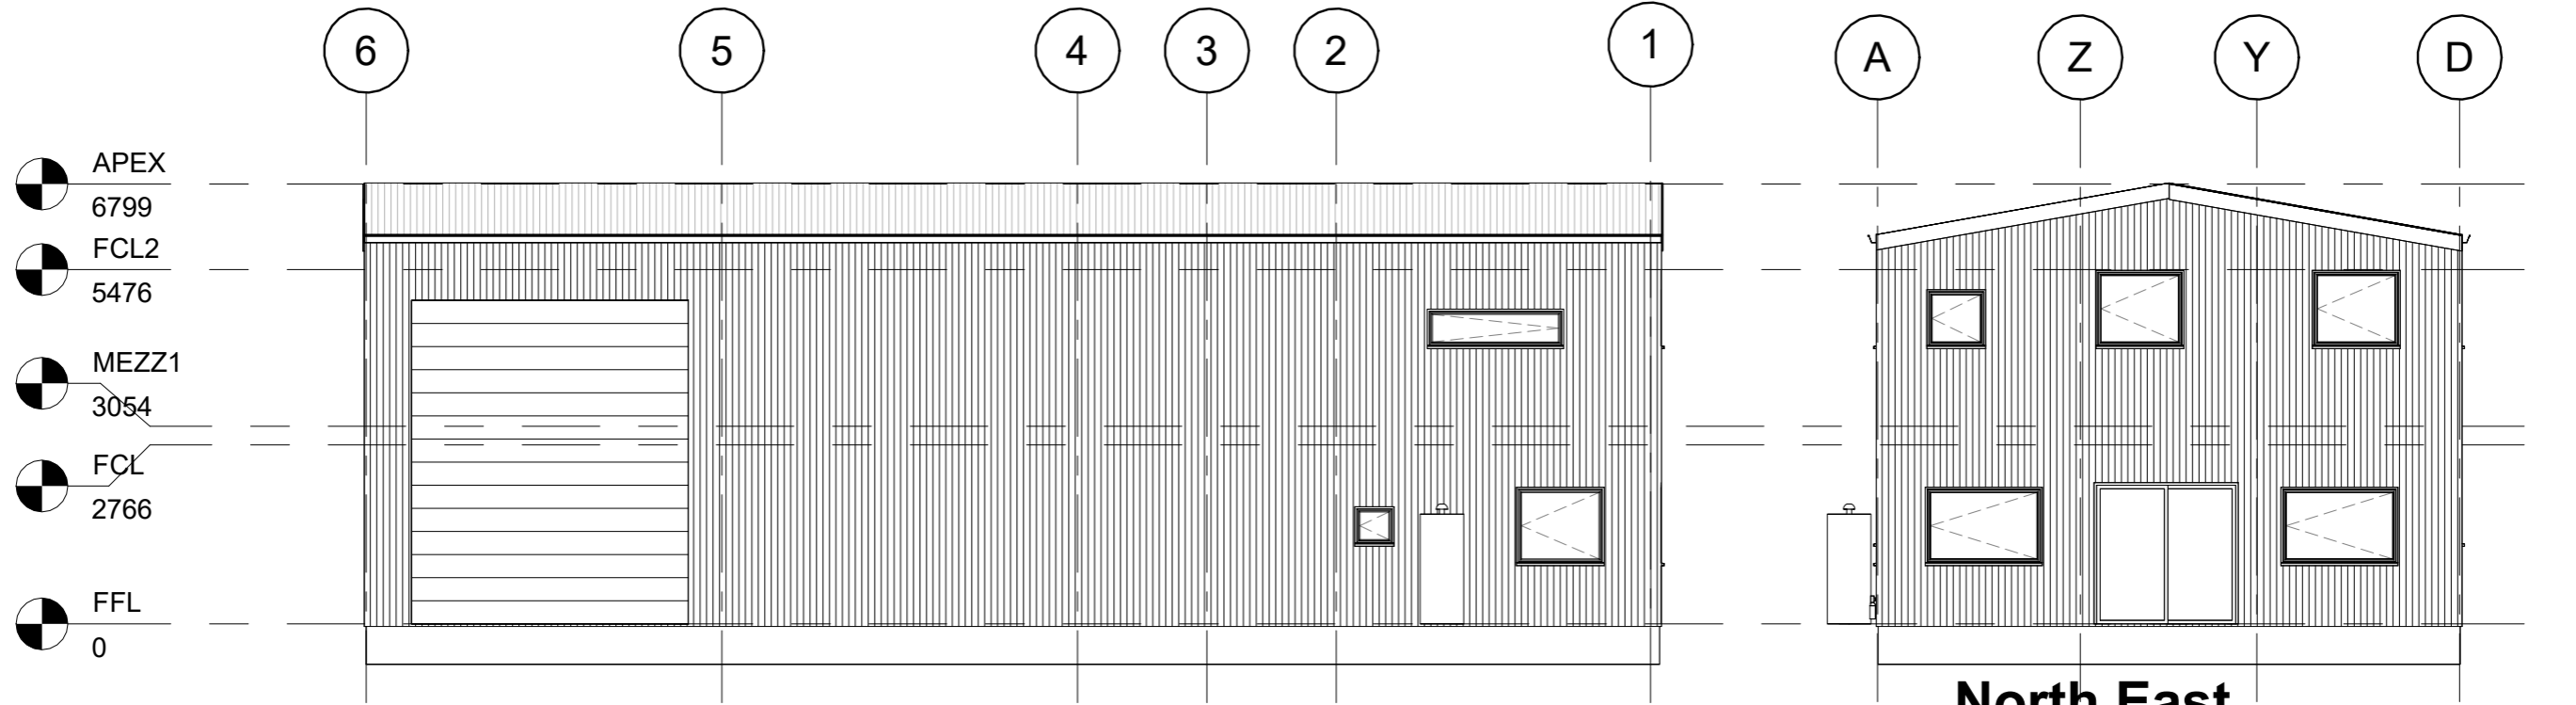 6 5 4 3 2 1 A Z Y D
APEX
6799
FCL2
5476
MEZZ1
3054
FCL
2766
FFL
0
North East